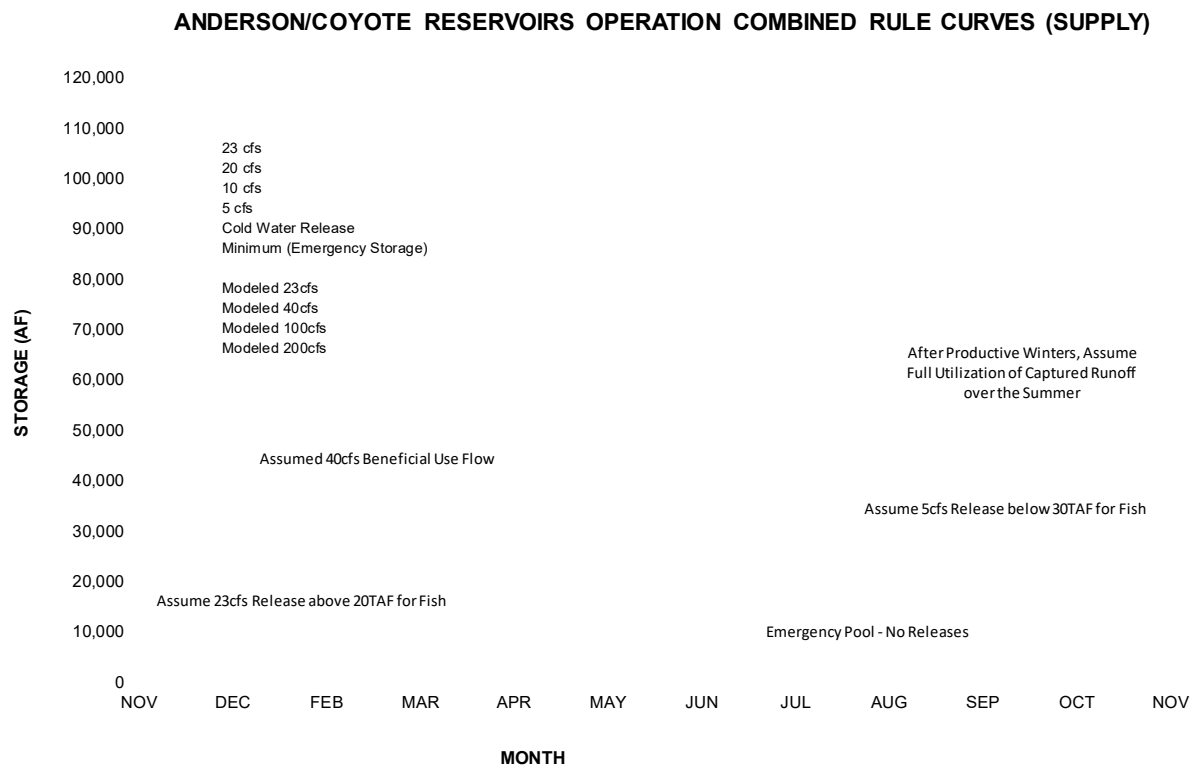 ANDERSON/COYOTE RESERVOIRS OPERATION COMBINED RULE CURVES (SUPPLY)
120,000
110,000
100,000
90,000
80,000
70,000
60,000
50,000
40,000
30,000
20,000
10,000
0
STORAGE (AF)
23 cfs
20 cfs
10 cfs
5 cfs
Cold Water Release
Minimum (Emergency Storage)
Modeled 23cfs
Modeled 40cfs
Modeled 100cfs
Modeled 200cfs
After Productive Winters, Assume
Full Utilization of Captured Runoff
over the Summer
Assumed 40cfs Beneficial Use Flow
Assume 5cfs Release below 30TAF for Fish
Assume 23cfs Release above 20TAF for Fish
Emergency Pool - No Releases
NOV DEC FEB MAR APR MAY JUN JUL AUG SEP OCT NOV
MONTH